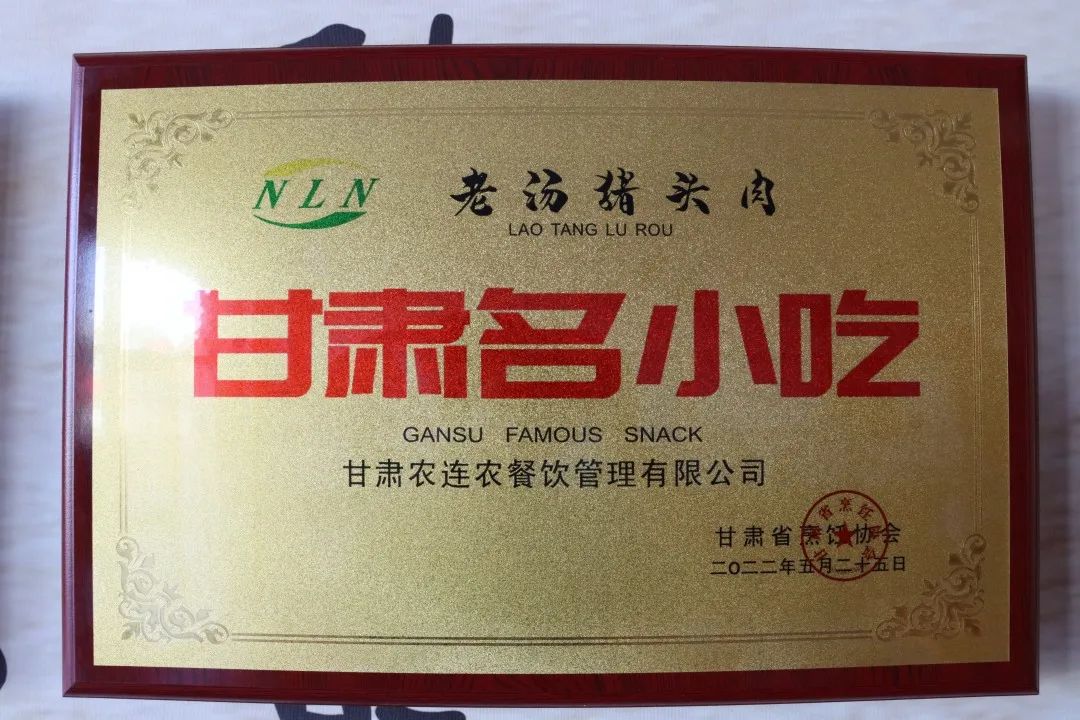 NLN 老汤猪头肉
LAO TANG LU ROU
甘肃名小吃
GANSU FAMOUS SNACK
甘肃农连农餐饮管理有限公司
甘肃省烹饪协会
二〇二二年五月二十五日